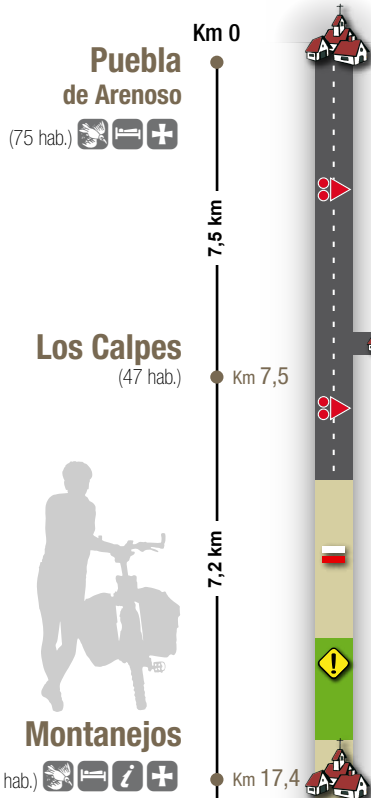 Km 0
Puebla
de Arenoso
(75 hab.)
7,5 km
Los Calpes
(47 hab.)
Km 7,5
7,2 km
Montanejos
hab.)
Km 17,4